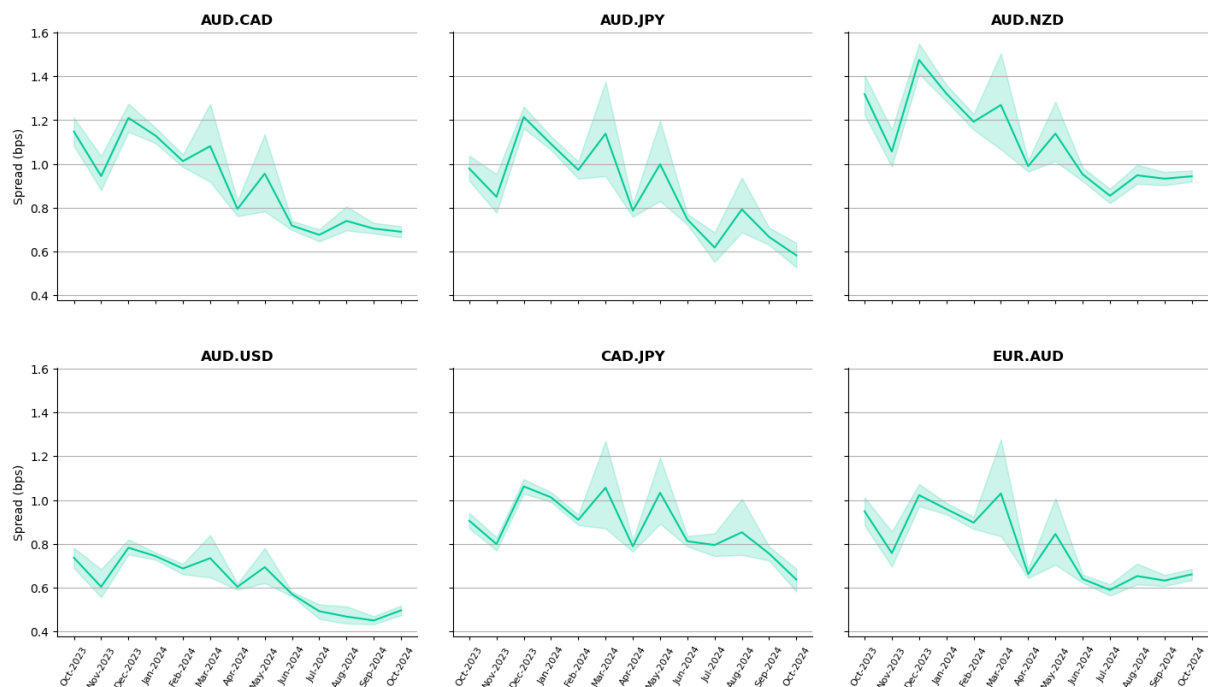 AUD.CAD
AUD.JPY
AUD.NZD
Spread (bps)
1.6
1.4
1.2
1.0
0.8
0.6
0.4
AUD.USD
CAD.JPY
EUR.AUD
Spread (bps)
1.6
1.4
1.2
1.0
0.8
0.6
0.4
Oct-2023
Nov-2023
Dec-2023
Jan-2024
Feb-2024
Mar-2024
Apr-2024
May-2024
Jun-2024
Jul-2024
Aug-2024
Sep-2024
Oct-2024
Oct-2023
Nov-2023
Dec-2023
Jan-2024
Feb-2024
Mar-2024
Apr-2024
May-2024
Jun-2024
Jul-2024
Aug-2024
Sep-2024
Oct-2024
Oct-2023
Nov-2023
Dec-2023
Jan-2024
Feb-2024
Mar-2024
Apr-2024
May-2024
Jun-2024
Jul-2024
Aug-2024
Sep-2024
Oct-2024